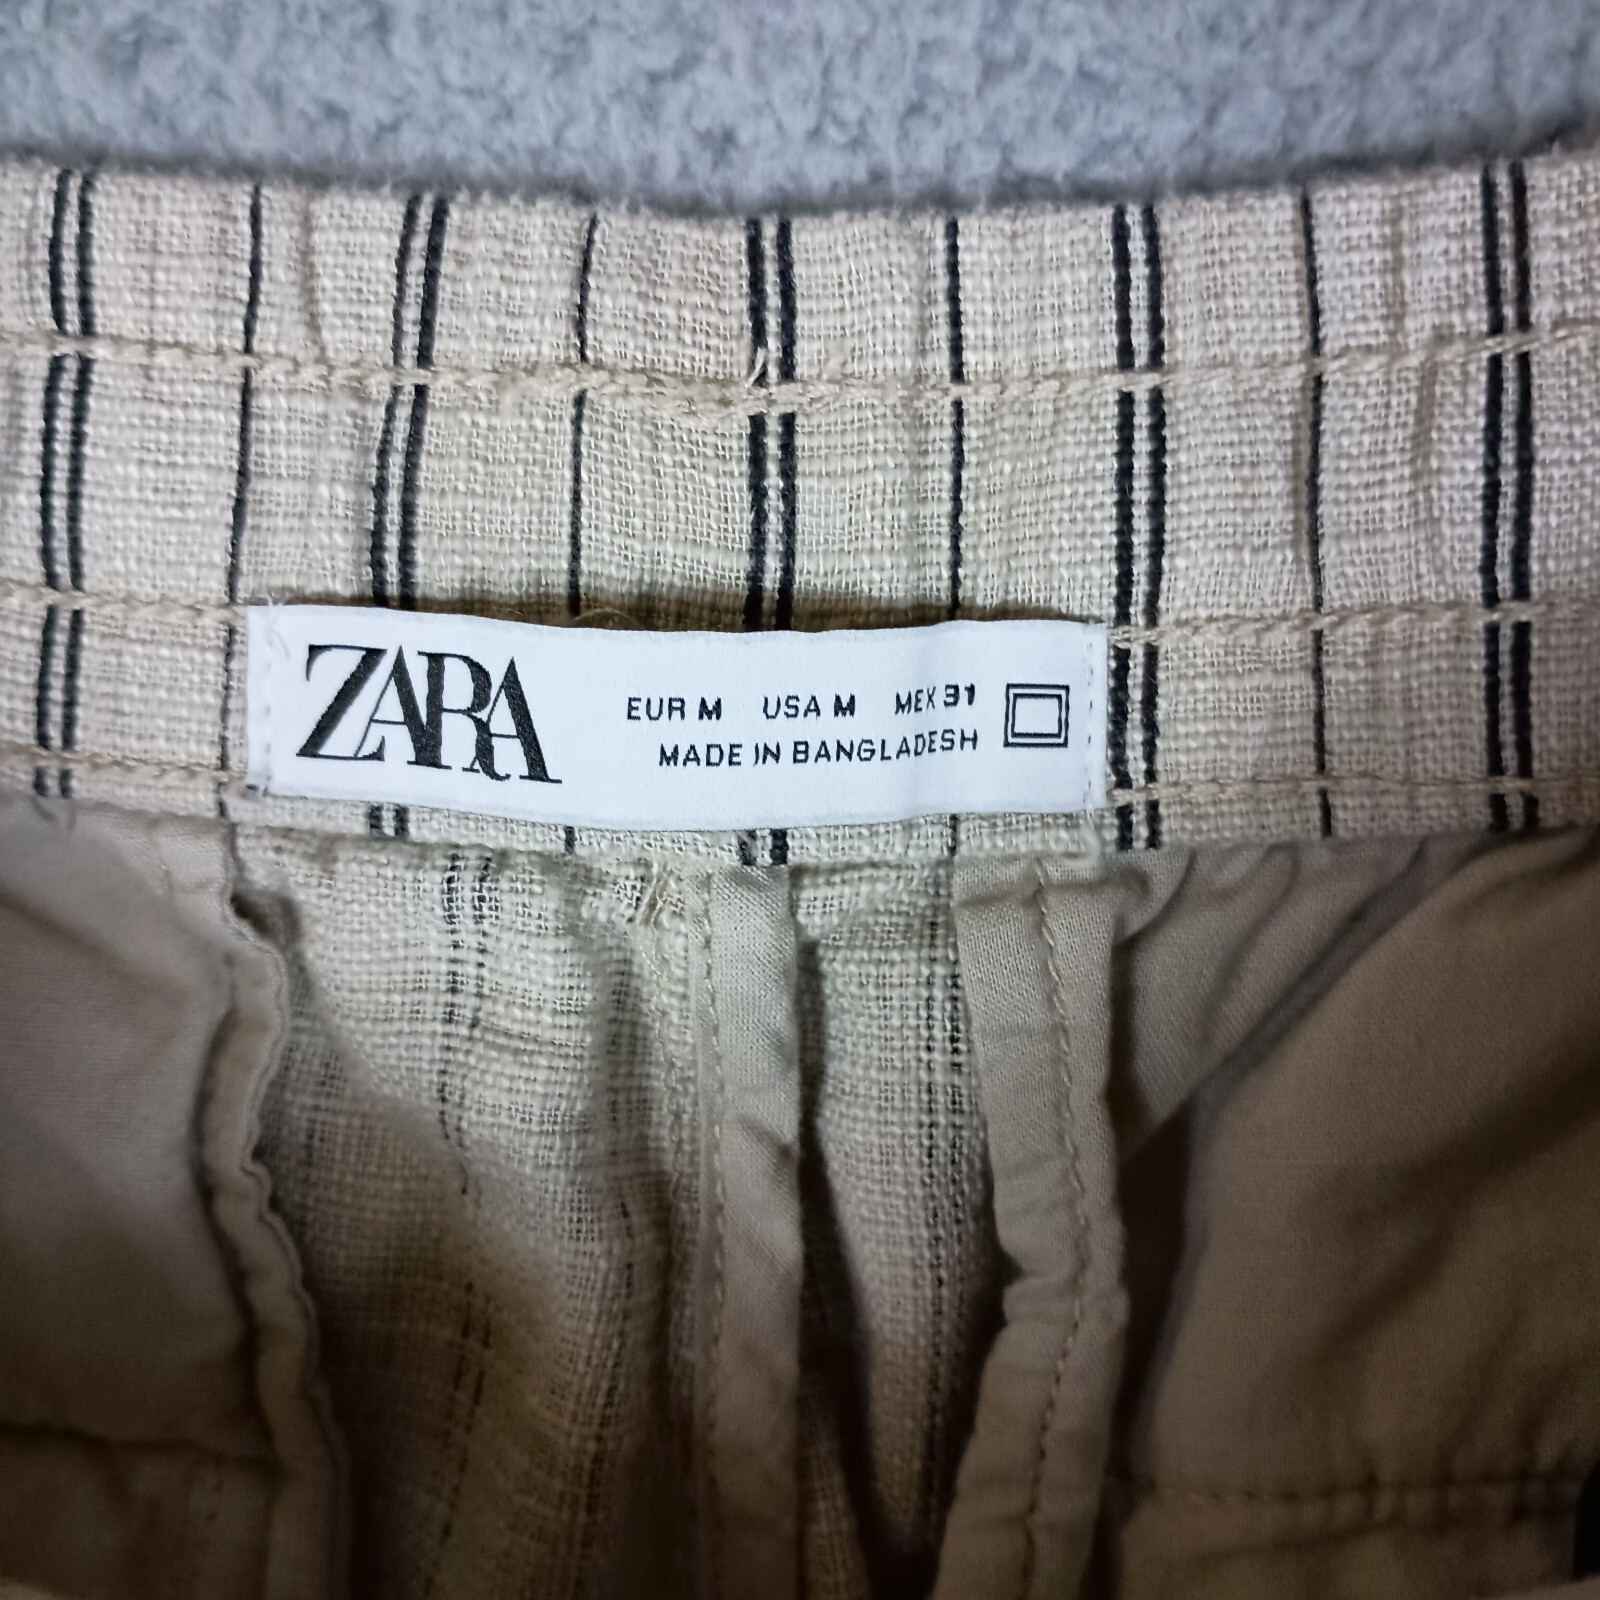 ZARA
EUR M USA M MEX 31
MADE IN BANGLADESH